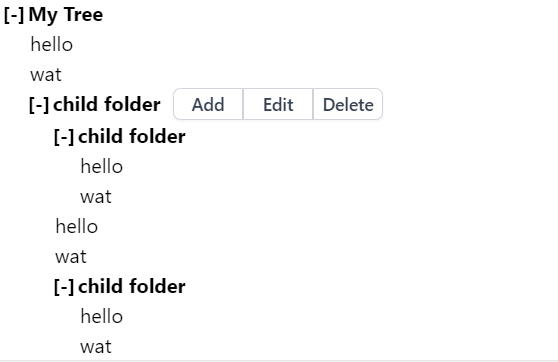 [-] My Tree
hello
wat
[-] child folder Add Edit Delete
[-] child folder
hello
wat
hello
wat
[-] child folder
hello
wat